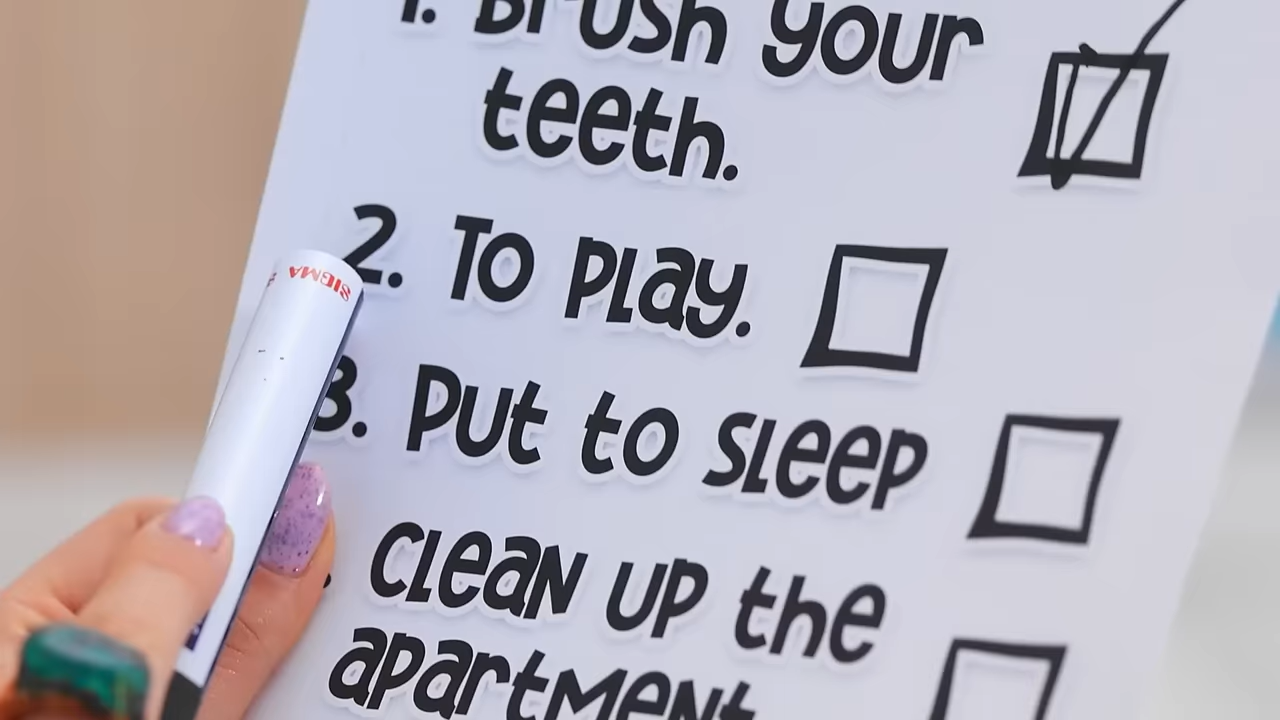 1. Brush your
teeth.
2. To play.
3. Put to sleep
clean up the
apartment
SIGMA